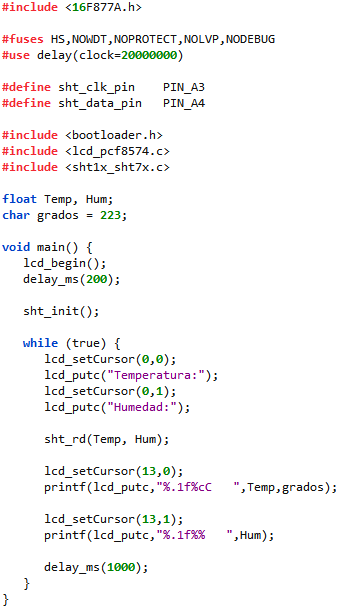 #include <16F877A.h>

#fuses HS,NOWDT,NOPROTECT,NOLVP,NODEBUG
#use delay(clock=20000000)

#define sht_clk_pin    PIN_A3
#define sht_data_pin   PIN_A4

#include <bootloader.h>
#include <lcd_pcf8574.c>
#include <sht1x_sht7x.c>

float Temp, Hum;
char grados = 223;

void main() {
   lcd_begin();
   delay_ms(200);

   sht_init();

   while (true) {
      lcd_setCursor(0,0);
      lcd_putc("Temperatura:");
      lcd_setCursor(0,1);
      lcd_putc("Humedad:");

      sht_rd(Temp, Hum);

      lcd_setCursor(13,0);
      printf(lcd_putc,"%.1f%cC   ",Temp,grados);

      lcd_setCursor(13,1);
      printf(lcd_putc,"%.1f%%   ",Hum);

      delay_ms(1000);
   }
}